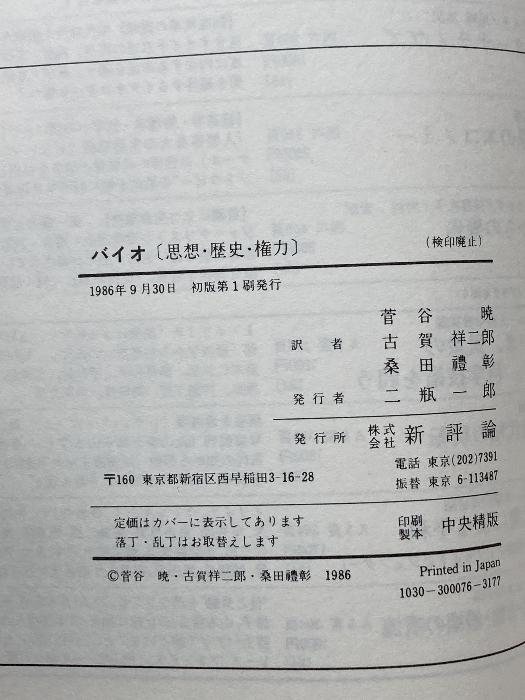 バイオ〔思想・歴史・権力〕
（検印廃止）
1986年9月30日 初版第1刷発行
訳者
菅谷 暁
古賀祥二郎
桑田禮彰
発行者 二瓶一郎
発行所 株式会社 新評論
〒160 東京都新宿区西早稲田3-16-28
電話 東京(202)7391
振替 東京 6-113487
定価はカバーに表示してあります
落丁・乱丁はお取替えします
印刷
製本
中央精版
©菅谷 暁・古賀祥二郎・桑田禮彰 1986
Printed in Japan
1030-300076-3177